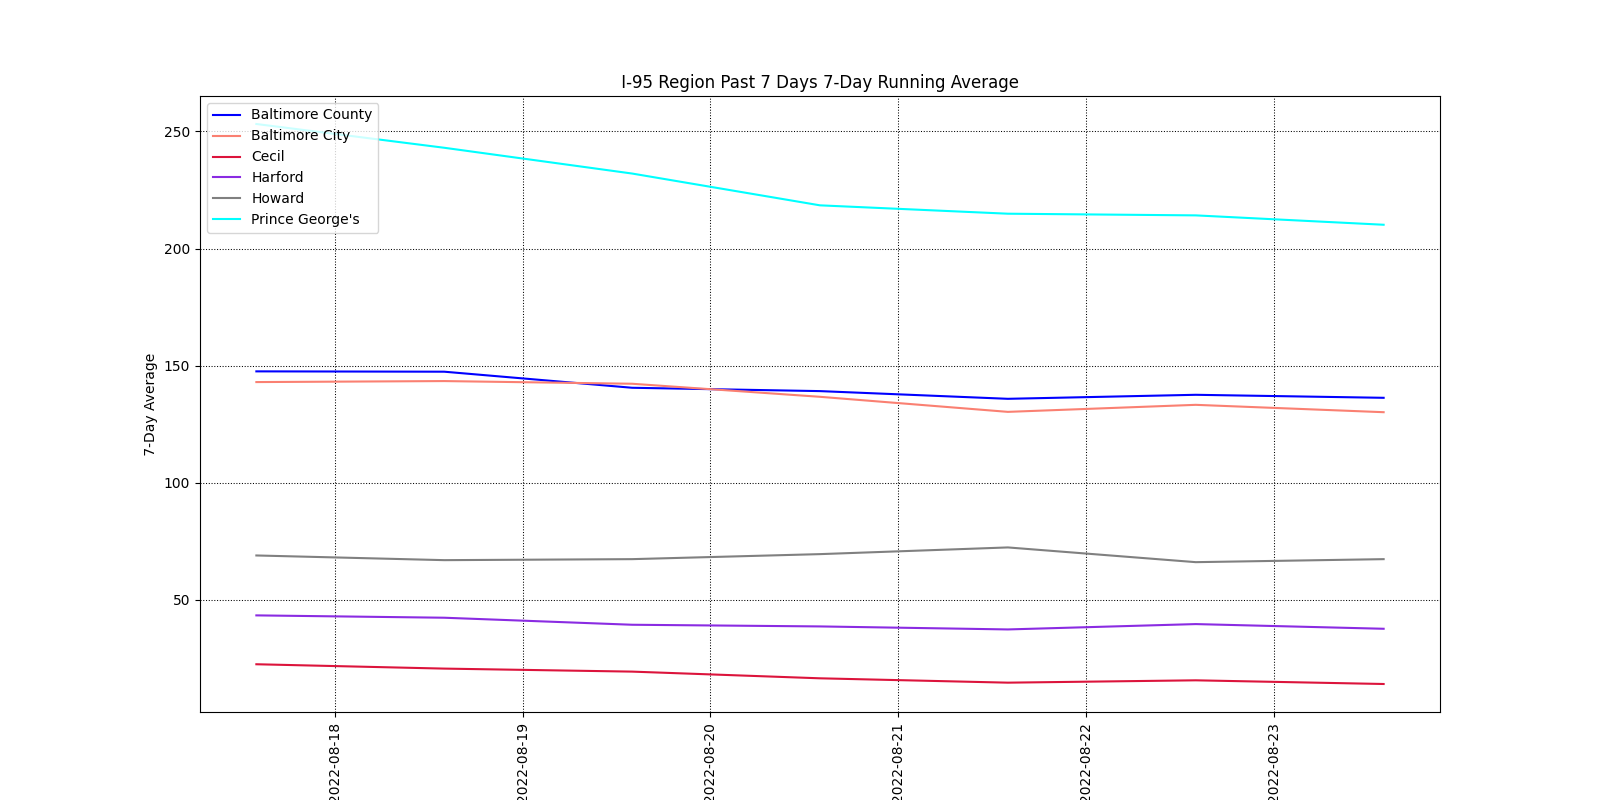 I-95 Region Past 7 Days 7-Day Running Average
Baltimore County
Baltimore City
Cecil
Harford
Howard
Prince George's
250
200
150
100
50
7-Day Average
2022-08-18
2022-08-19
2022-08-20
2022-08-21
2022-08-22
2022-08-23